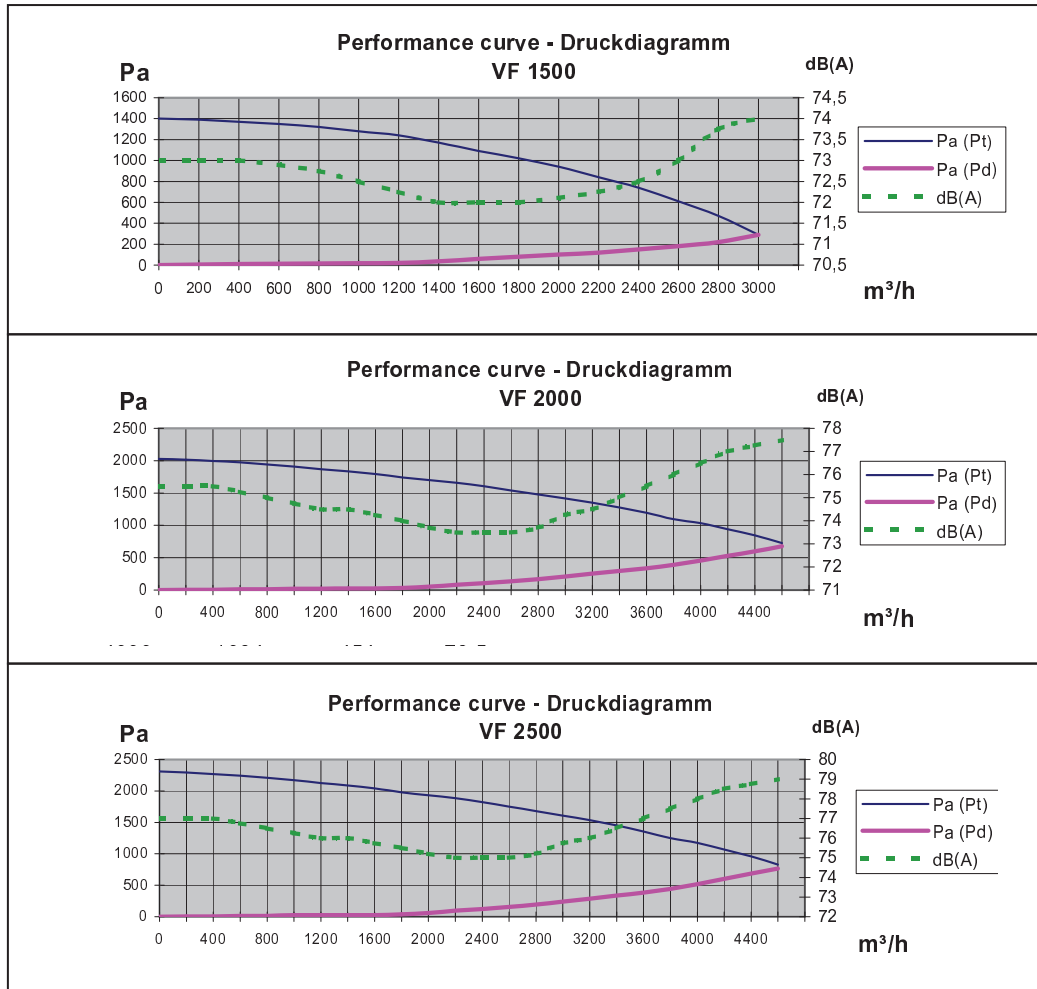 Performance curve - Druckdiagramm
VF 1500
Pa
dB(A)
1600
1400
1200
1000
800
600
400
200
0
74,5
74
73,5
73
72,5
72
71,5
71
70,5
0 200 400 600 800 1000 1200 1400 1600 1800 2000 2200 2400 2600 2800 3000
m³/h
Pa (Pt)
Pa (Pd)
dB(A)
Performance curve - Druckdiagramm
VF 2000
Pa
dB(A)
2500
2000
1500
1000
500
0
78
77
76
75
74
73
72
71
0 400 800 1200 1600 2000 2400 2800 3200 3600 4000 4400
m³/h
Pa (Pt)
Pa (Pd)
dB(A)
Performance curve - Druckdiagramm
VF 2500
Pa
dB(A)
2500
2000
1500
1000
500
0
80
79
78
77
76
75
74
73
72
0 400 800 1200 1600 2000 2400 2800 3200 3600 4000 4400
m³/h
Pa (Pt)
Pa (Pd)
dB(A)